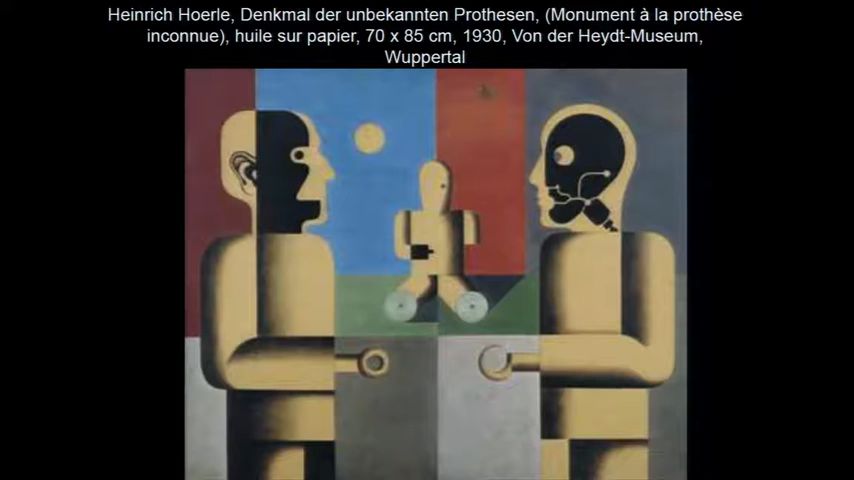 Heinrich Hoerle, Denkmal der unbekannten Prothesen, (Monument à la prothèse
inconnue), huile sur papier, 70 x 85 cm, 1930, Von der Heydt-Museum,
Wuppertal